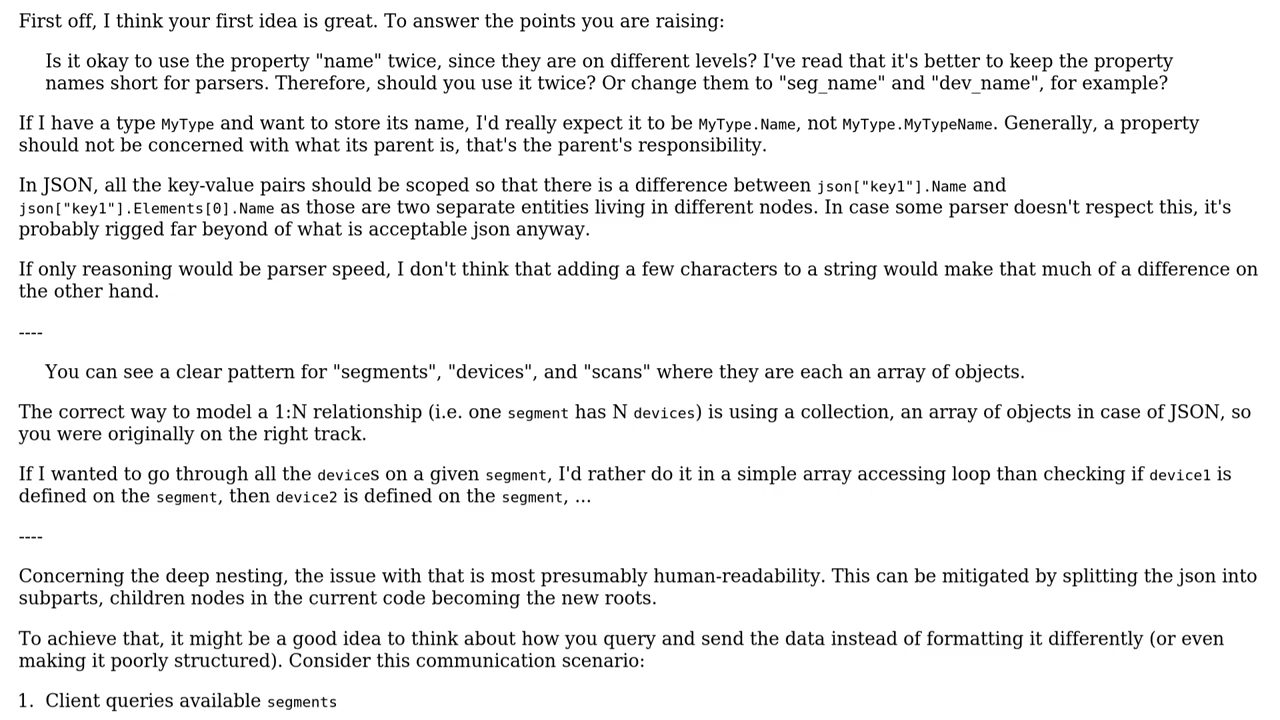 First off, I think your first idea is great. To answer the points you are raising:
Is it okay to use the property "name" twice, since they are on different levels? I've read that it's better to keep the property
names short for parsers. Therefore, should you use it twice? Or change them to "seg_name" and "dev_name", for example?
If I have a type MyType and want to store its name, I'd really expect it to be MyType.Name, not MyType.MyTypeName. Generally, a property
should not be concerned with what its parent is, that's the parent's responsibility.
In JSON, all the key-value pairs should be scoped so that there is a difference between json["key1"].Name and
json["key1"].Elements[0].Name as those are two separate entities living in different nodes. In case some parser doesn't respect this, it's
probably rigged far beyond of what is acceptable json anyway.
If only reasoning would be parser speed, I don't think that adding a few characters to a string would make that much of a difference on
the other hand.
----
You can see a clear pattern for "segments", "devices", and "scans" where they are each an array of objects.
The correct way to model a 1:N relationship (i.e. one segment has N devices) is using a collection, an array of objects in case of JSON, so
you were originally on the right track.
If I wanted to go through all the devices on a given segment, I'd rather do it in a simple array accessing loop than checking if device1 is
defined on the segment, then device2 is defined on the segment, ...
----
Concerning the deep nesting, the issue with that is most presumably human-readability. This can be mitigated by splitting the json into
subparts, children nodes in the current code becoming the new roots.
To achieve that, it might be a good idea to think about how you query and send the data instead of formatting it differently (or even
making it poorly structured). Consider this communication scenario:
1. Client queries available segments